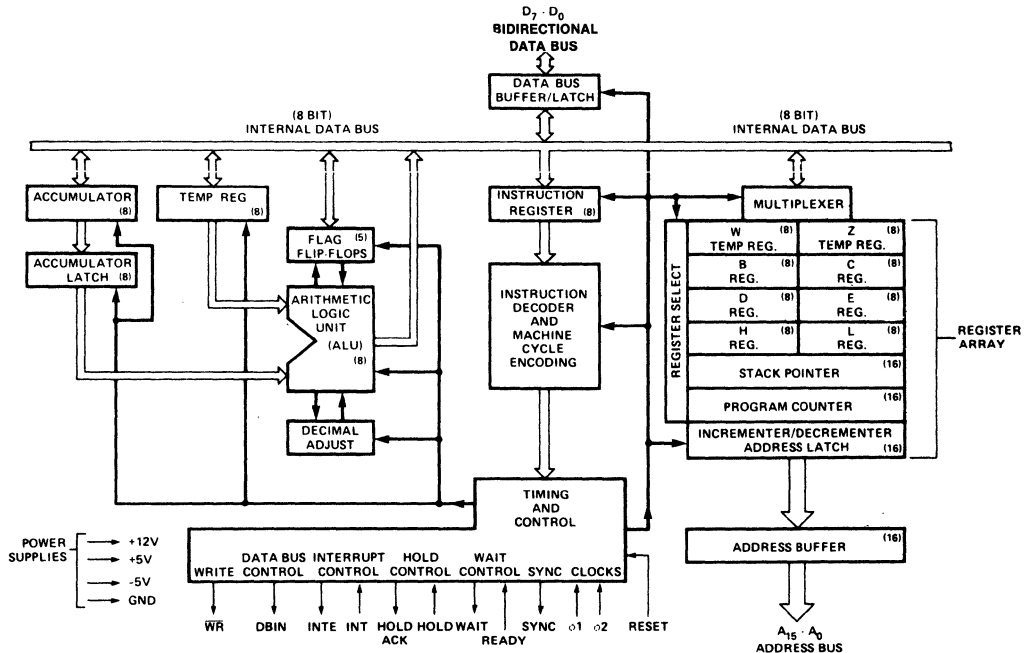 D7 - D0
BIDIRECTIONAL
DATA BUS
DATA BUS
BUFFER/LATCH
(8 BIT)
INTERNAL DATA BUS
(8 BIT)
INTERNAL DATA BUS
ACCUMULATOR
(8)
TEMP REG
(8)
INSTRUCTION
REGISTER (8)
MULTIPLEXER
FLAG (5)
FLIP-FLOPS
ACCUMULATOR
LATCH (8)
ARITHMETIC
LOGIC
UNIT
(ALU)
(8)
DECIMAL
ADJUST
INSTRUCTION
DECODER
AND
MACHINE
CYCLE
ENCODING
REGISTER SELECT
W (8)
TEMP REG.
Z (8)
TEMP REG.
B (8)
REG.
C (8)
REG.
D (8)
REG.
E (8)
REG.
H (8)
REG.
L (8)
REG.
STACK POINTER (16)
PROGRAM COUNTER (16)
INCREMENTER/DECREMENTER
ADDRESS LATCH (16)
REGISTER
ARRAY
TIMING
AND
CONTROL
ADDRESS BUFFER (16)
A15 - A0
ADDRESS BUS
POWER
SUPPLIES
+12V
+5V
-5V
GND
WRITE
DATA BUS
CONTROL
INTERRUPT
CONTROL
HOLD
CONTROL
WAIT
CONTROL
SYNC
CLOCKS
W̅R̅
DBIN
INTE
INT
HOLD
ACK
HOLD
WAIT
READY
SYNC
φ1
φ2
RESET